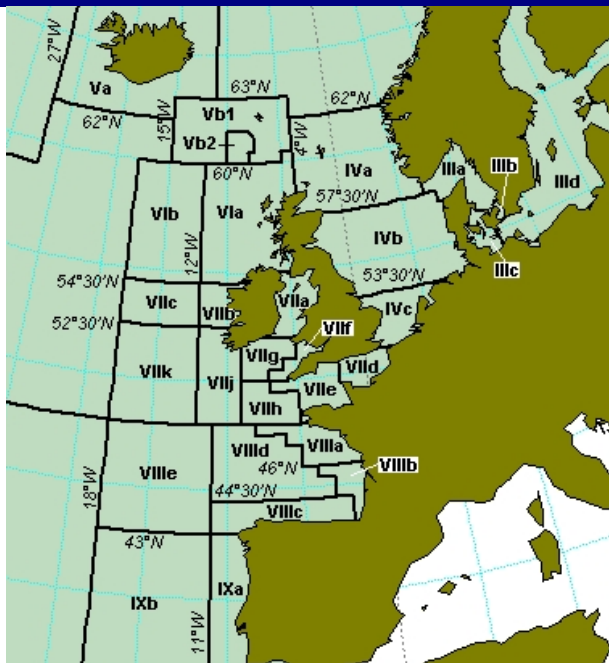 27°W
Va
63°N
62°N
62°N
15°W
Vb1
Vb2
4°W
60°N
IVa
IIIa
IIIb
IIId
57°30'N
VIb
VIa
IVb
IIIc
12°W
54°30'N
53°30'N
VIIc
VIIb
VIIa
IVc
52°30'N
VIIf
VIIg
VIIk
VIIj
VIIe
VIId
VIIh
VIIId
VIIIa
VIIIe
46°N
VIIIb
18°W
44°30'N
VIIIc
43°N
IXb
IXa
11°W